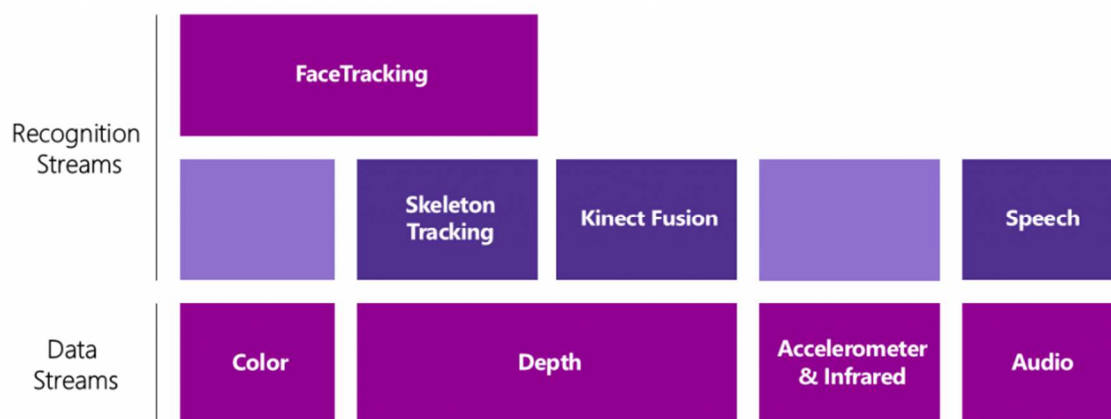 FaceTracking
Recognition
Streams
Skeleton
Tracking
Kinect Fusion
Speech
Data
Streams
Color
Depth
Accelerometer
& Infrared
Audio